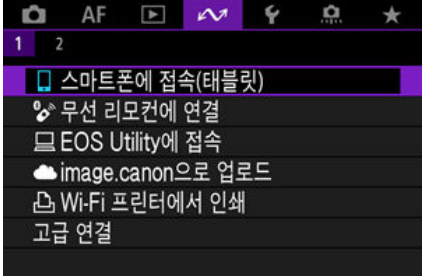 AF
1 2
스마트폰에 접속(태블릿)
무선 리모컨에 연결
EOS Utility에 접속
image.canon으로 업로드
Wi-Fi 프린터에서 인쇄
고급 연결